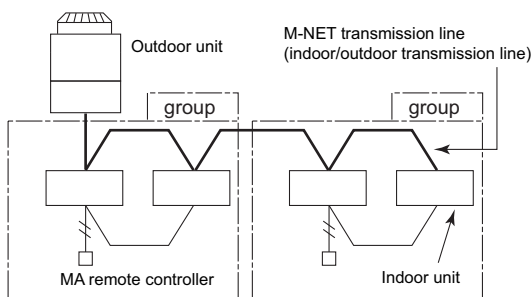 Outdoor unit
M-NET transmission line
(indoor/outdoor transmission line)
group
group
MA remote controller
Indoor unit